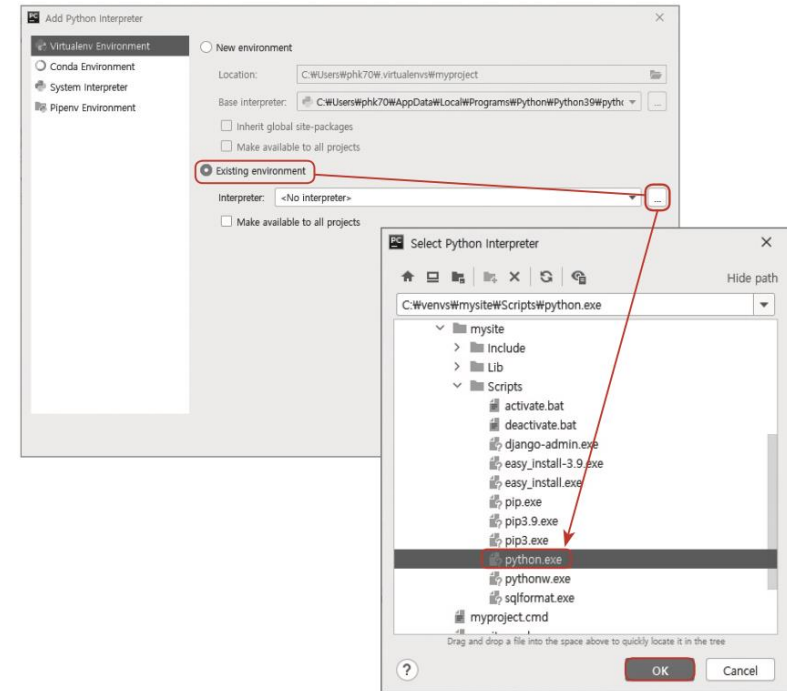 Add Python Interpreter
Virtualenv Environment
Conda Environment
System Interpreter
Pipenv Environment
New environment
Location: C:₩Users₩phk70₩.virtualenvs₩myproject
Base interpreter: C:₩Users₩phk70₩AppData₩Local₩Programs₩Python₩Python39₩pythc
Inherit global site-packages
Make available to all projects
Existing environment
Interpreter: <No interpreter>
...
Make available to all projects
PC Select Python Interpreter
Hide path
C:₩venvs₩mysite₩Scripts₩python.exe
mysite
Include
Lib
Scripts
activate.bat
deactivate.bat
django-admin.exe
easy_install-3.9.exe
easy_install.exe
pip.exe
pip3.9.exe
pip3.exe
python.exe
pythonw.exe
sqlformat.exe
myproject.cmd
Drag and drop a file into the space above to quickly locate it in the tree
?
OK Cancel